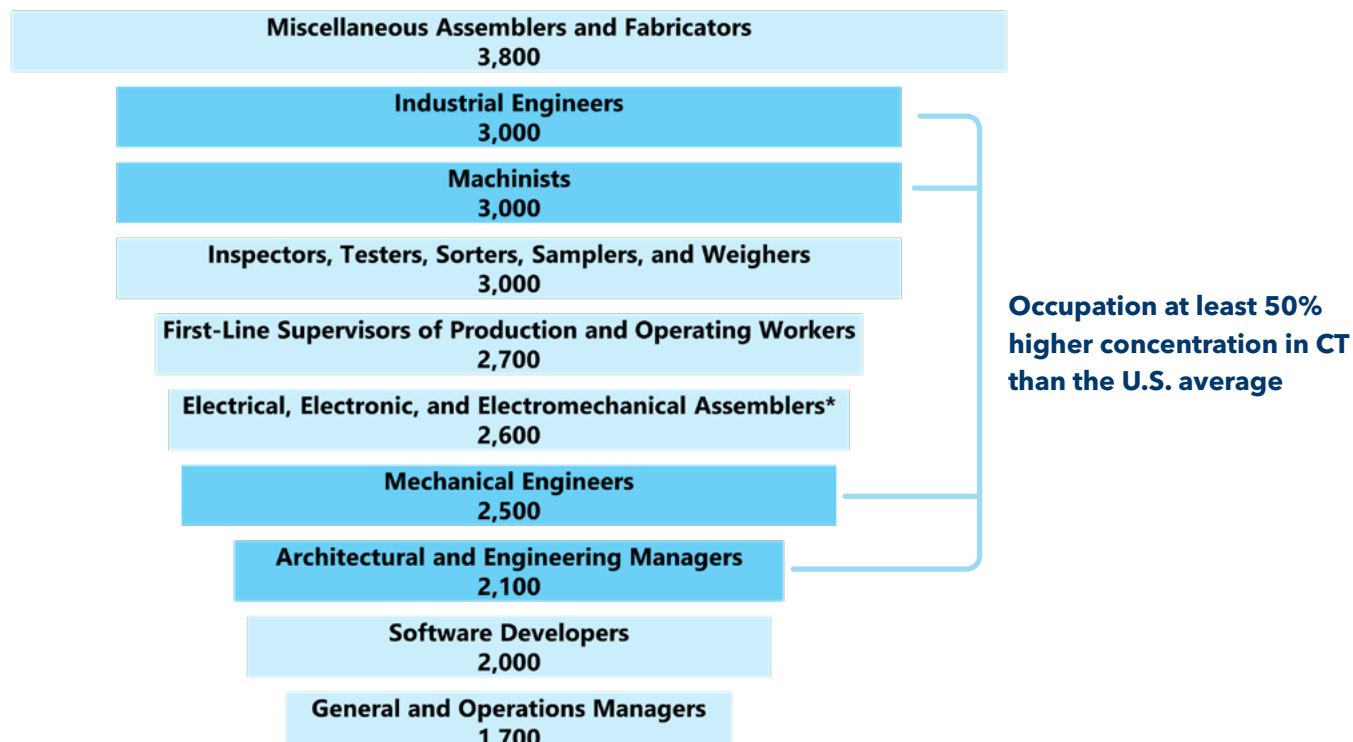 Miscellaneous Assemblers and Fabricators
3,800
Industrial Engineers
3,000
Machinists
3,000
Inspectors, Testers, Sorters, Samplers, and Weighers
3,000
First-Line Supervisors of Production and Operating Workers
2,700
Electrical, Electronic, and Electromechanical Assemblers*
2,600
Mechanical Engineers
2,500
Architectural and Engineering Managers
2,100
Software Developers
2,000
General and Operations Managers
1,700
Occupation at least 50%
higher concentration in CT
than the U.S. average